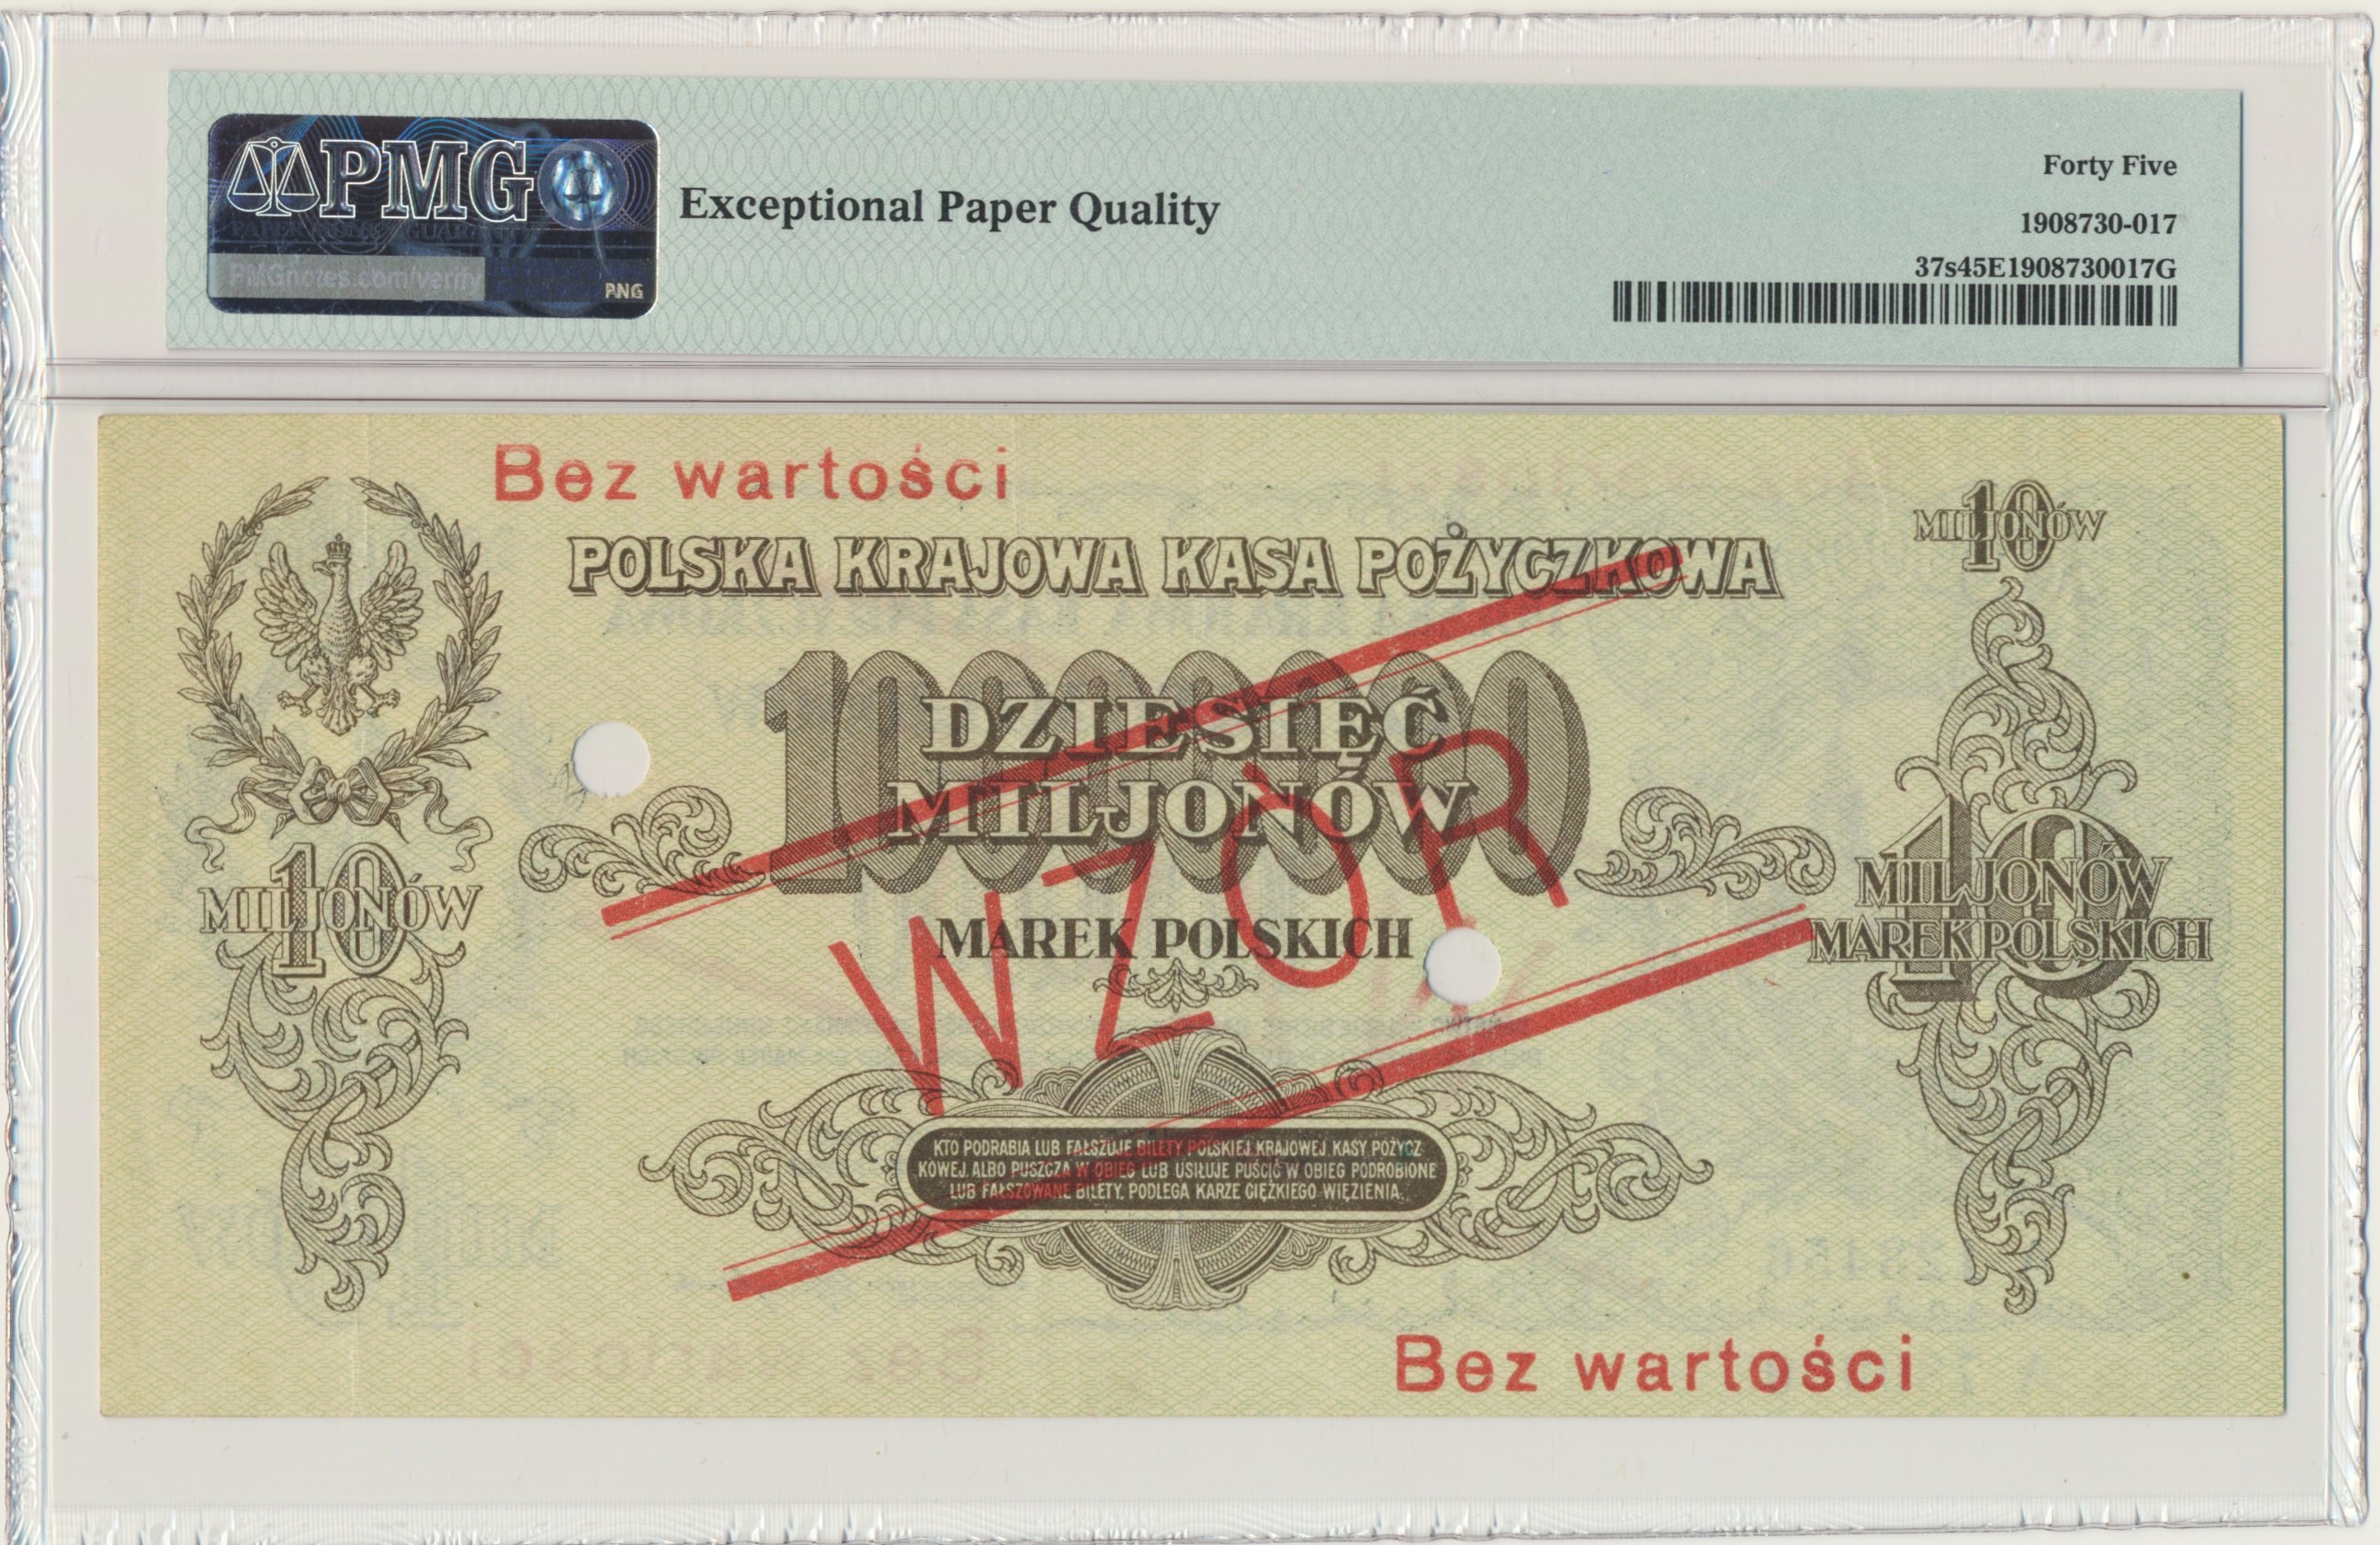 PMG
PMGnotes.com/verify
PNG
Exceptional Paper Quality
Forty Five
1908730-017
37s45E1908730017G
Bez wartości
POLSKA KRAJOWA KASA POŻYCZKOWA
10
MILJONÓW
10000000
DZIESIĘĆ
MILJONÓW
MAREK POLSKICH
WZÓR
10
MILJONÓW
10
MILJONÓW
MAREK POLSKICH
KTO PODRABIA LUB FAŁSZUJE BILETY POLSKIEJ KRAJOWEJ KASY POŻYCZ
KOWEJ ALBO PUSZCZA W OBIEG LUB USIŁUJE PUŚCIĆ W OBIEG PODROBIONE
LUB FAŁSZOWANE BILETY, PODLEGA KARZE CIĘŻKIEGO WIĘZIENIA.
Bez wartości